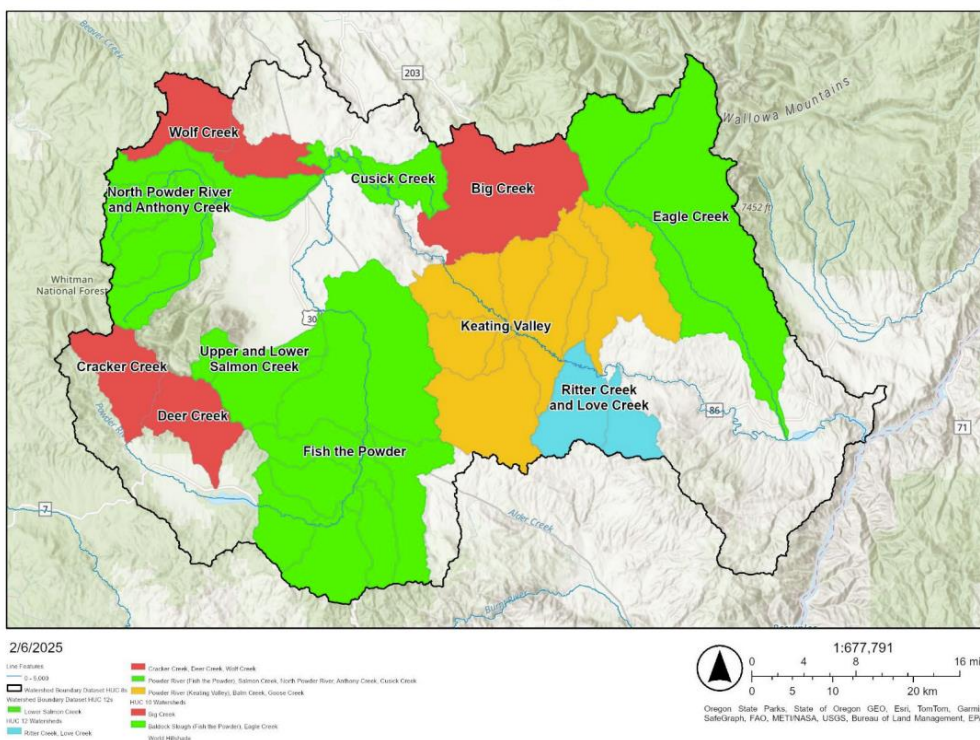 Beaver Creek
203
Wallowa Mountains
Wolf Creek
Cusick Creek
Big Creek
North Powder River
and Anthony Creek
Eagle Creek
7452 ft
Whitman
National Forest
30
Keating Valley
Upper and Lower
Salmon Creek
Cracker Creek
Ritter Creek
and Love Creek
Deer Creek
86
71
Fish the Powder
7
Alder Creek
2/6/2025
Line Features
0 - 5,000
Watershed Boundary Dataset HUC 8s
Watershed Boundary Dataset HUC 12s
Lower Salmon Creek
HUC 12 Watersheds
Ritter Creek, Love Creek
Cracker Creek, Deer Creek, Wolf Creek
Powder River (Fish the Powder), Salmon Creek, North Powder River, Anthony Creek, Cusick Creek
Powder River (Keating Valley), Balm Creek, Goose Creek
HUC 10 Watersheds
Big Creek
Baldock Slough (Fish the Powder), Eagle Creek
World Hillshade
1:677,791
0 4 8 16 mi
0 5 10 20 km
Oregon State Parks, State of Oregon GEO, Esri, TomTom, Garmi
SafeGraph, FAO, METI/NASA, USGS, Bureau of Land Management, EP